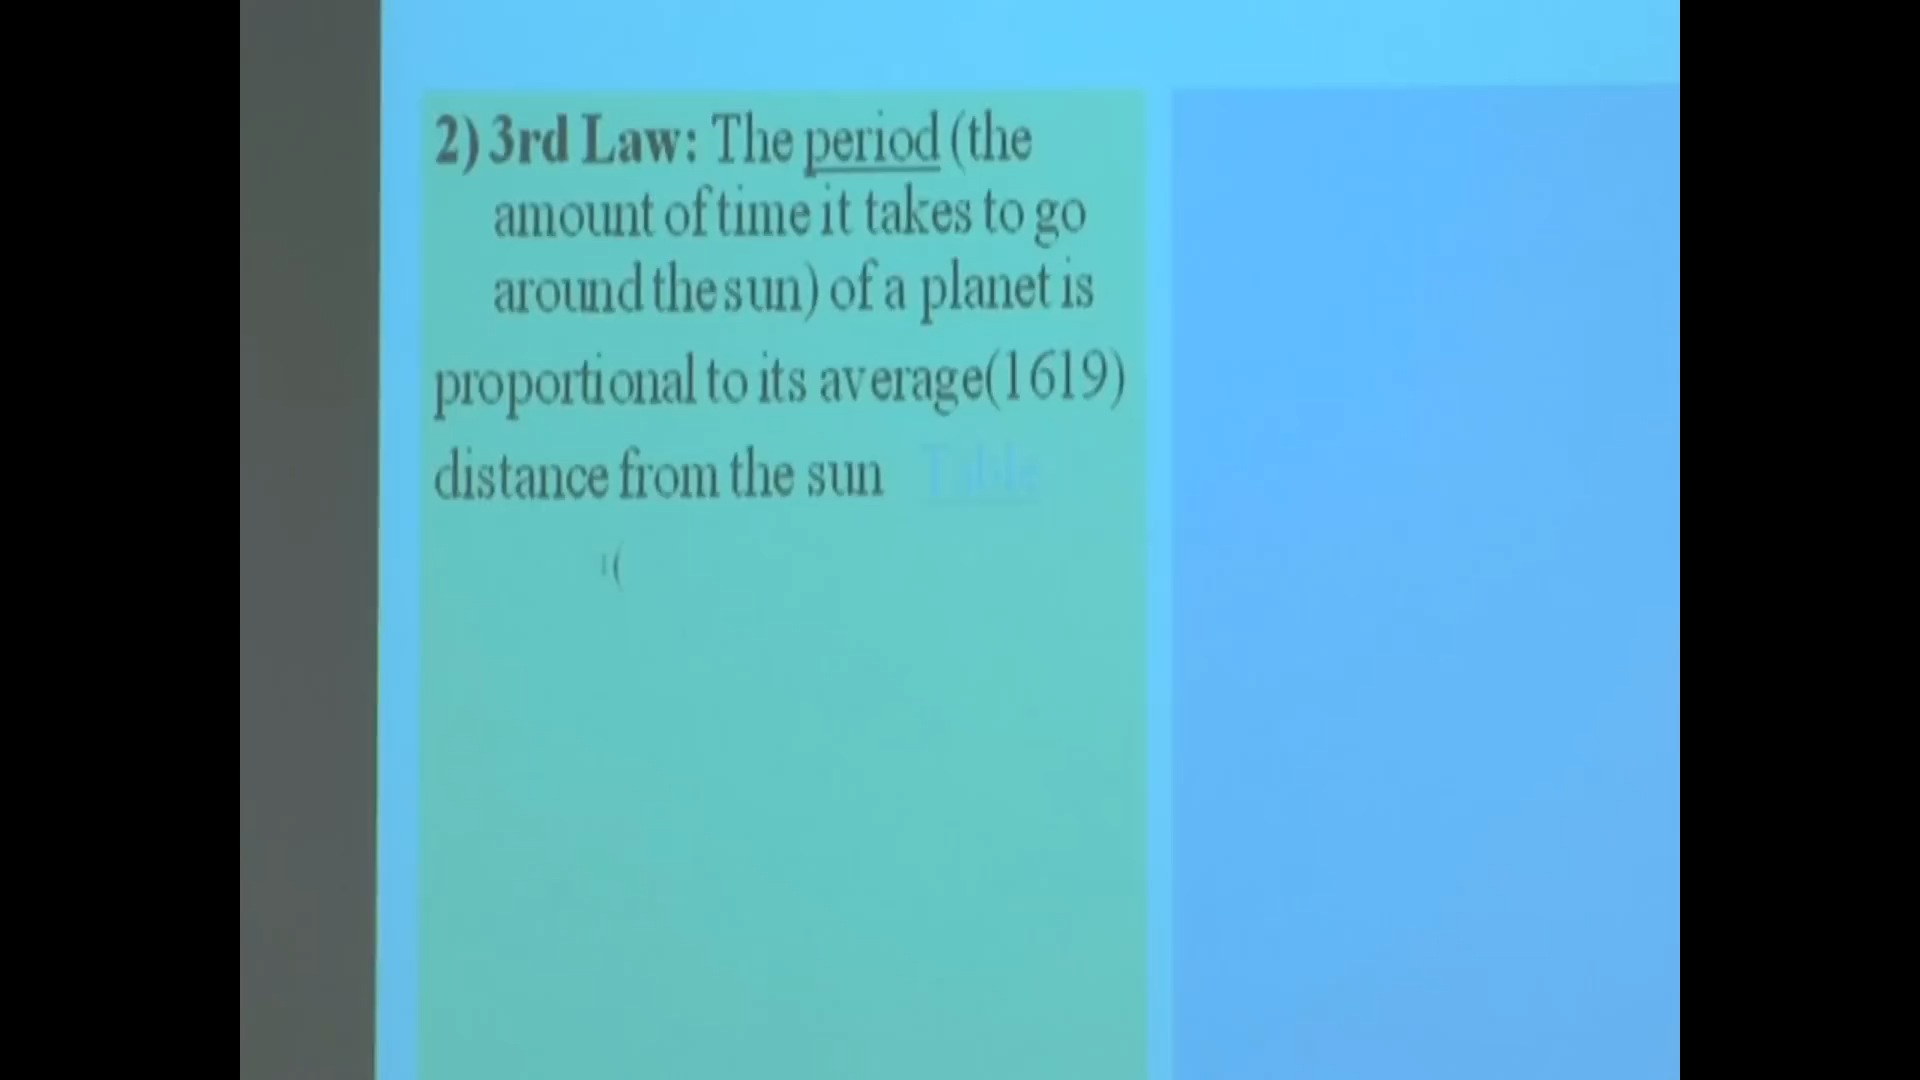 2) 3rd Law: The period (the
amount of time it takes to go
around the sun) of a planet is
proportional to its average(1619)
distance from the sun Table